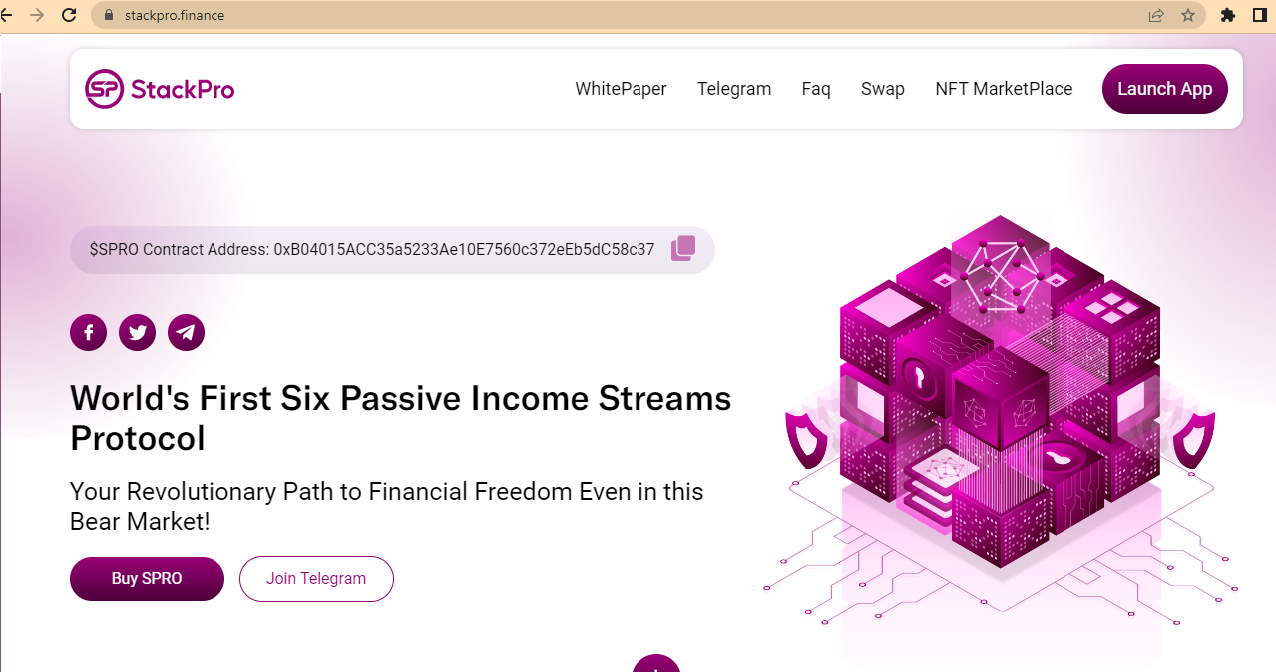 stackpro.finance
SP StackPro
WhitePaper Telegram Faq Swap NFT MarketPlace Launch App
$SPRO Contract Address: 0xB04015ACC35a5233Ae10E7560c372eEb5dC58c37
World's First Six Passive Income Streams
Protocol
Your Revolutionary Path to Financial Freedom Even in this
Bear Market!
Buy SPRO Join Telegram